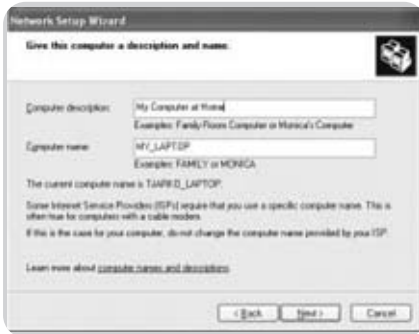 Network Setup Wizard
Give this computer a description and name.
Computer description:
My Computer at Home
Examples: Family Room Computer or Monica's Computer
Computer name:
MY_LAPTOP
Examples: FAMILY or MONICA
The current computer name is TJARKO_LAPTOP.
Some Internet Service Providers (ISPs) require that you use a specific computer name. This is
often true for computers with a cable modem.
If this is the case for your computer, do not change the computer name provided by your ISP.
Learn more about computer names and descriptions.
< Back
Next >
Cancel